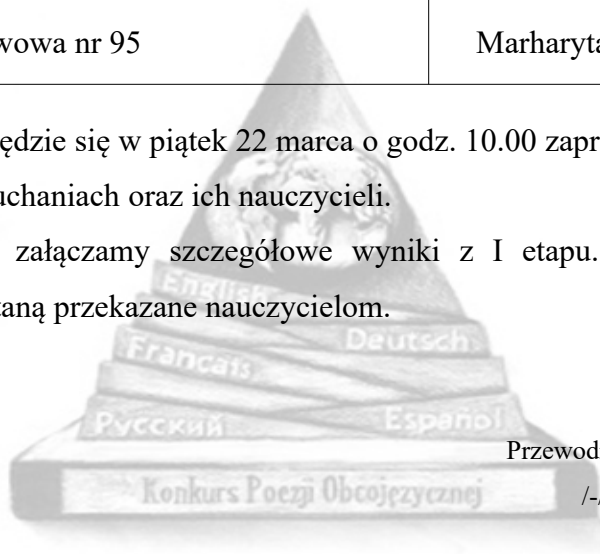 wowa nr 95
Marharyta
ędzie się w piątek 22 marca o godz. 10.00 zapr
uchaniach oraz ich nauczycieli.
załączamy szczegółowe wyniki z I etapu.
taną przekazane nauczycielom.
English
Deutsch
Français
Русский
Español
Przewod
Konkurs Poezji Obcojęzycznej
/-/